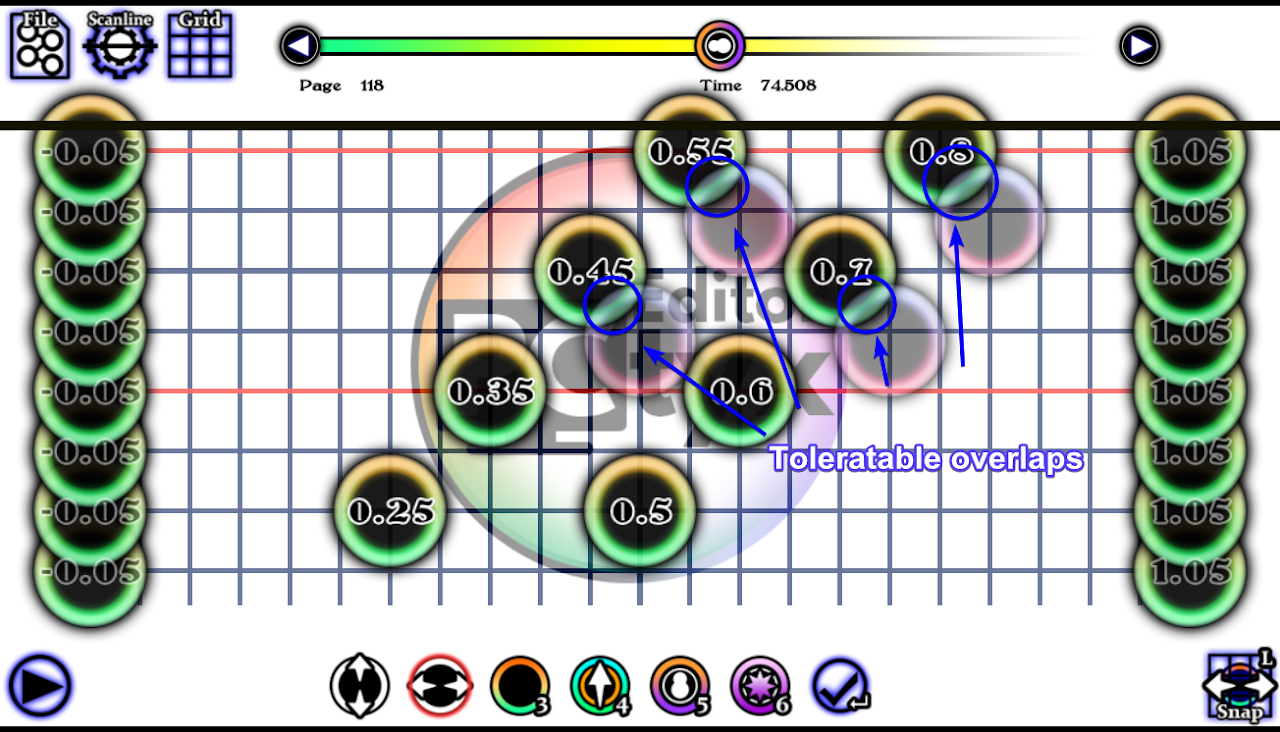 File Scanline Grid
Page 118 Time 74.508
-0.05 0.55 0.8 1.05
-0.05 1.05
-0.05 0.45 0.7 1.05
Edito
-0.05 1.05
-0.05 0.35 0.6 1.05
-0.05 1.05
Toleratable overlaps
-0.05 0.25 0.5 1.05
-0.05 1.05
3 4 5 6 L
Snap